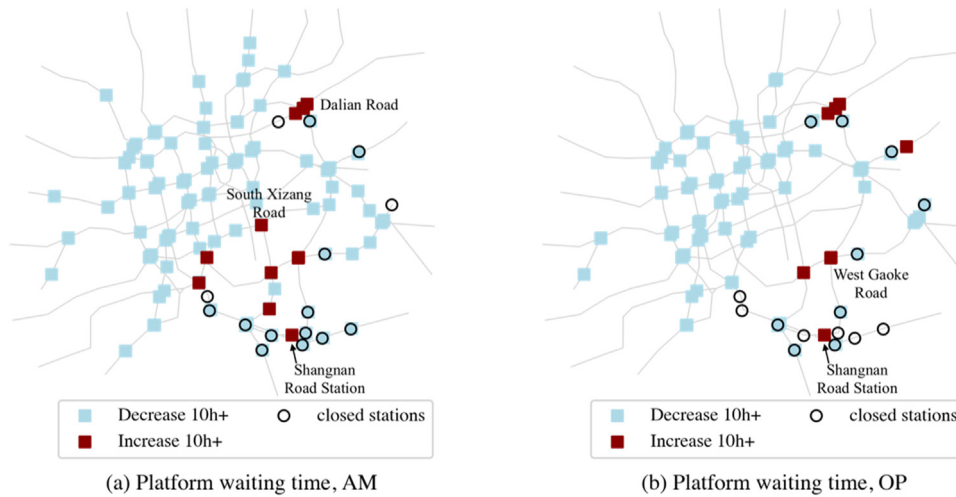 Dalian Road
South Xizang
Road
Shangnan
Road Station
Decrease 10h+
closed stations
Increase 10h+
(a) Platform waiting time, AM
West Gaoke
Road
Shangnan
Road Station
Decrease 10h+
closed stations
Increase 10h+
(b) Platform waiting time, OP